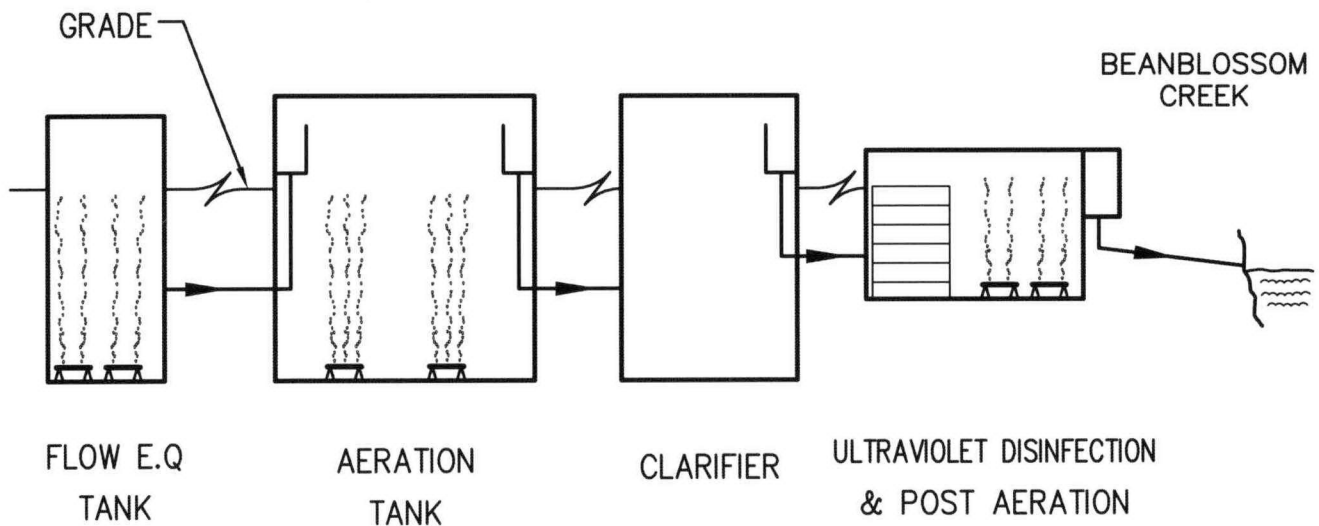 GRADE
BEANBLOSSOM
CREEK
FLOW E.Q
TANK
AERATION
TANK
CLARIFIER
ULTRAVIOLET DISINFECTION
& POST AERATION